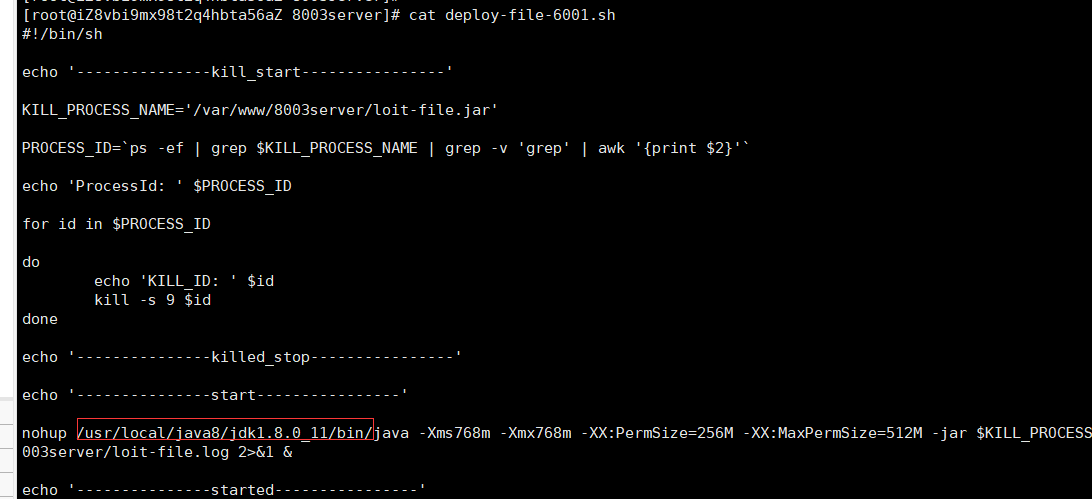 [root@iZ8vbi9mx98t2q4hbta56aZ 8003server]# cat deploy-file-6001.sh
#!/bin/sh
echo '---------------kill_start----------------'
KILL_PROCESS_NAME='/var/www/8003server/loit-file.jar'
PROCESS_ID=`ps -ef | grep $KILL_PROCESS_NAME | grep -v 'grep' | awk '{print $2}'`
echo 'ProcessId: ' $PROCESS_ID
for id in $PROCESS_ID
do
        echo 'KILL_ID: ' $id
        kill -s 9 $id
done
echo '---------------killed_stop----------------'
echo '---------------start----------------'
nohup /usr/local/java8/jdk1.8.0_11/bin/java -Xms768m -Xmx768m -XX:PermSize=256M -XX:MaxPermSize=512M -jar $KILL_PROCESS
003server/loit-file.log 2>&1 &
echo '---------------started----------------'